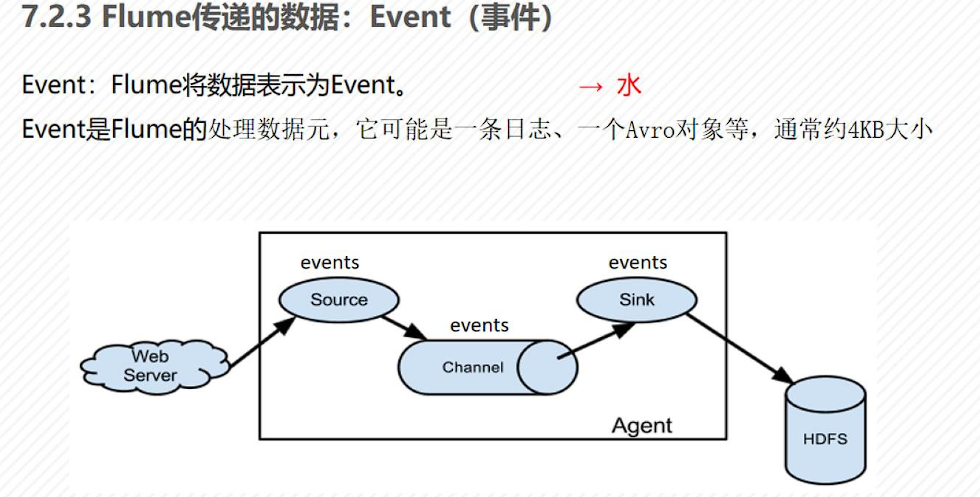 7.2.3 Flume传递的数据：Event（事件）
Event：Flume将数据表示为Event。 → 水
Event是Flume的处理数据元，它可能是一条日志、一个Avro对象等，通常约4KB大小
events
events
Source
Sink
events
Web
Server
Channel
Agent
HDFS